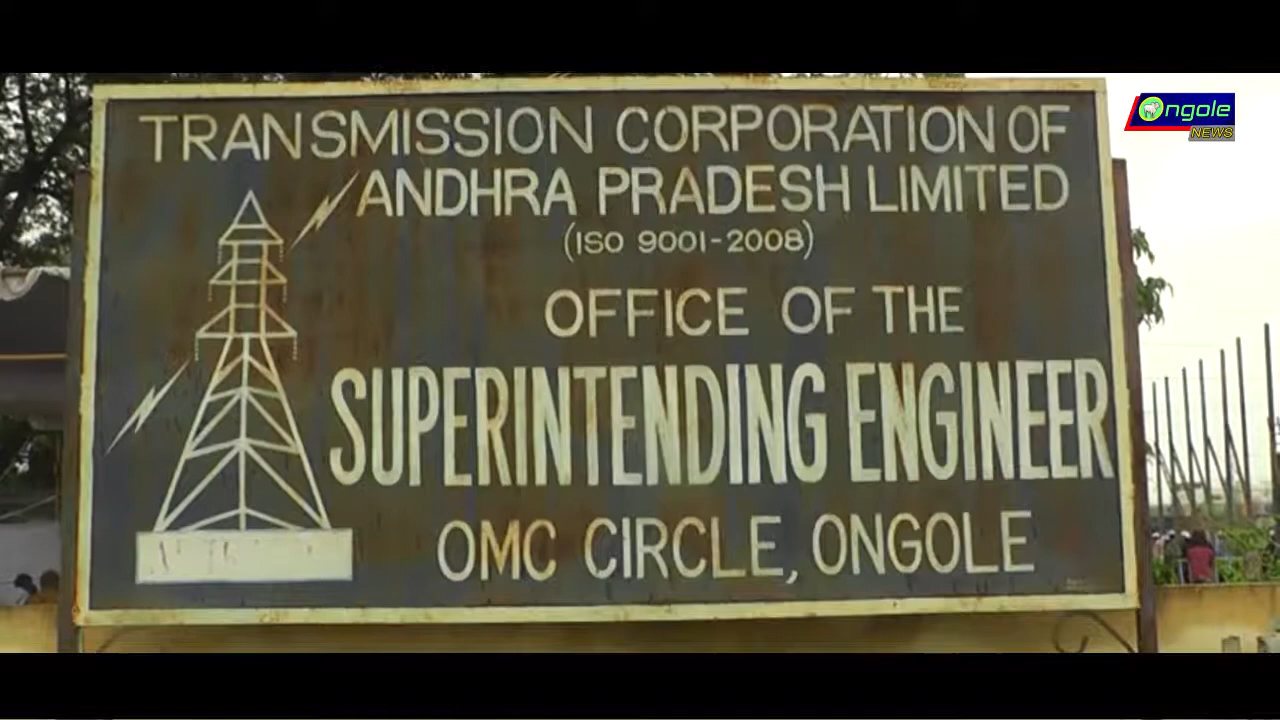 TRANSMISSION CORPORATION OF
ANDHRA PRADESH LIMITED
(ISO 9001-2008)
OFFICE OF THE
SUPERINTENDING ENGINEER
OMC CIRCLE, ONGOLE
Ongole
NEWS